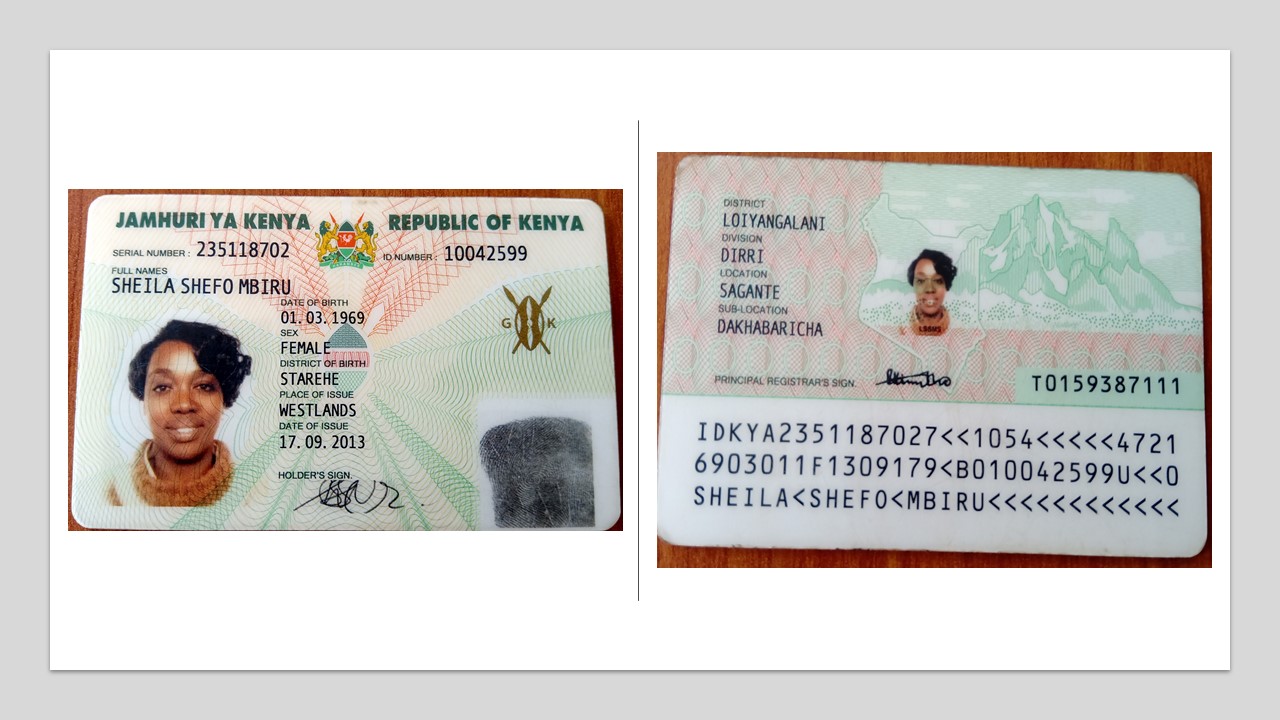 JAMHURI YA KENYA REPUBLIC OF KENYA
SERIAL NUMBER : 235118702 ID NUMBER : 10042599
FULL NAMES
SHEILA SHEFO MBIRU
DATE OF BIRTH
01.03.1969
SEX
FEMALE
DISTRICT OF BIRTH
STAREHE
PLACE OF ISSUE
WESTLANDS
DATE OF ISSUE
17.09.2013
HOLDER'S SIGN.
G K
DISTRICT
LOIYANGALANI
DIVISION
DIRRI
LOCATION
SAGANTE
SUB-LOCATION
DAKHABARICHA
PRINCIPAL REGISTRAR'S SIGN.
TO159387111
IDKYA2351187027<<1054<<<<<4721
6903011F1309179<B010042599U<<0
SHEILA<SHEFO<MBIRU<<<<<<<<<<<<